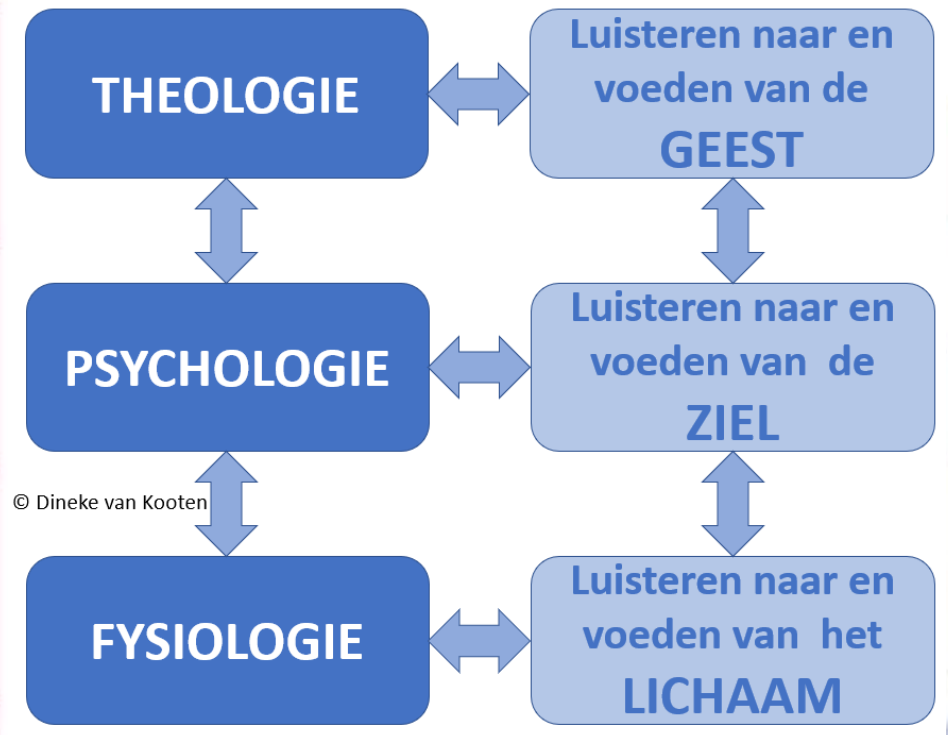 THEOLOGIE
Luisteren naar en
voeden van de
GEEST
PSYCHOLOGIE
Luisteren naar en
voeden van de
ZIEL
© Dineke van Kooten
FYSIOLOGIE
Luisteren naar en
voeden van het
LICHAAM